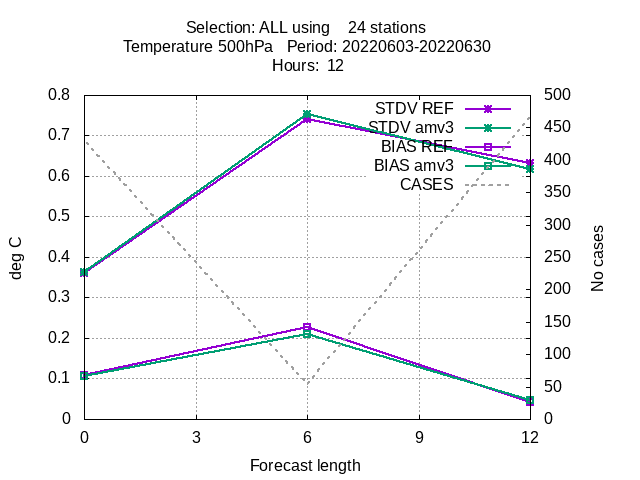 Selection: ALL using    24 stations
Temperature 500hPa   Period: 20220603-20220630
Hours:  12
0.8
0.7
0.6
0.5
0.4
0.3
0.2
0.1
0
500
450
400
350
300
250
200
150
100
50
0
STDV REF
STDV amv3
BIAS REF
BIAS amv3
CASES
deg C
No cases
0 3 6 9 12
Forecast length